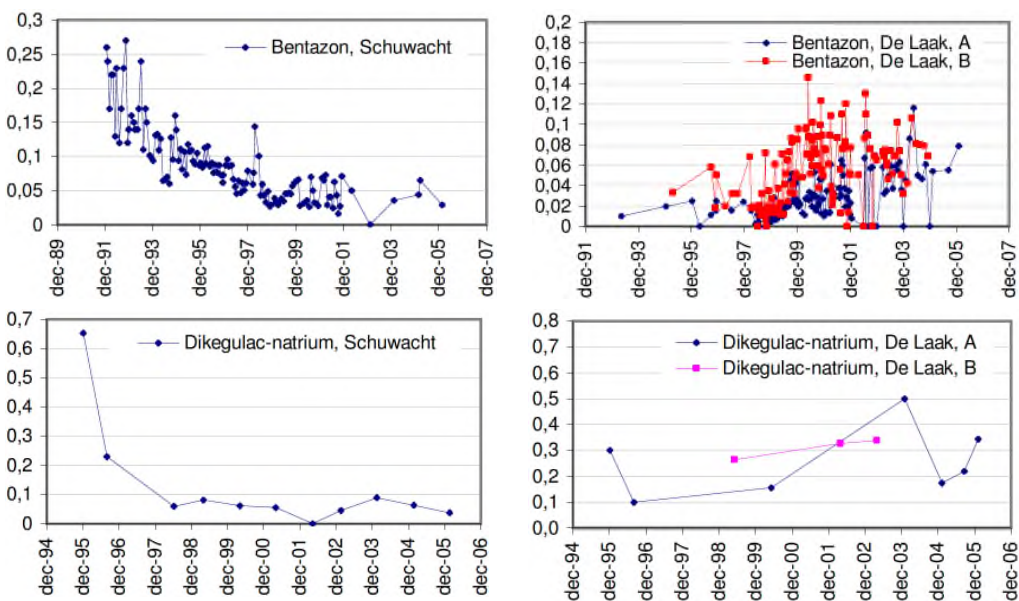 0,3
0,25
0,2
0,15
0,1
0,05
0
Bentazon, Schuwacht
dec-89
dec-91
dec-93
dec-95
dec-97
dec-99
dec-01
dec-03
dec-05
dec-07
0,2
0,18
0,16
0,14
0,12
0,1
0,08
0,06
0,04
0,02
0
Bentazon, De Laak, A
Bentazon, De Laak, B
dec-91
dec-93
dec-95
dec-97
dec-99
dec-01
dec-03
dec-05
dec-07
0,7
0,6
0,5
0,4
0,3
0,2
0,1
0
Dikegulac-natrium, Schuwacht
dec-94
dec-95
dec-96
dec-97
dec-98
dec-99
dec-00
dec-01
dec-02
dec-03
dec-04
dec-05
dec-06
0,8
0,7
0,6
0,5
0,4
0,3
0,2
0,1
0,0
Dikegulac-natrium, De Laak, A
Dikegulac-natrium, De Laak, B
dec-94
dec-95
dec-96
dec-97
dec-98
dec-99
dec-00
dec-01
dec-02
dec-03
dec-04
dec-05
dec-06